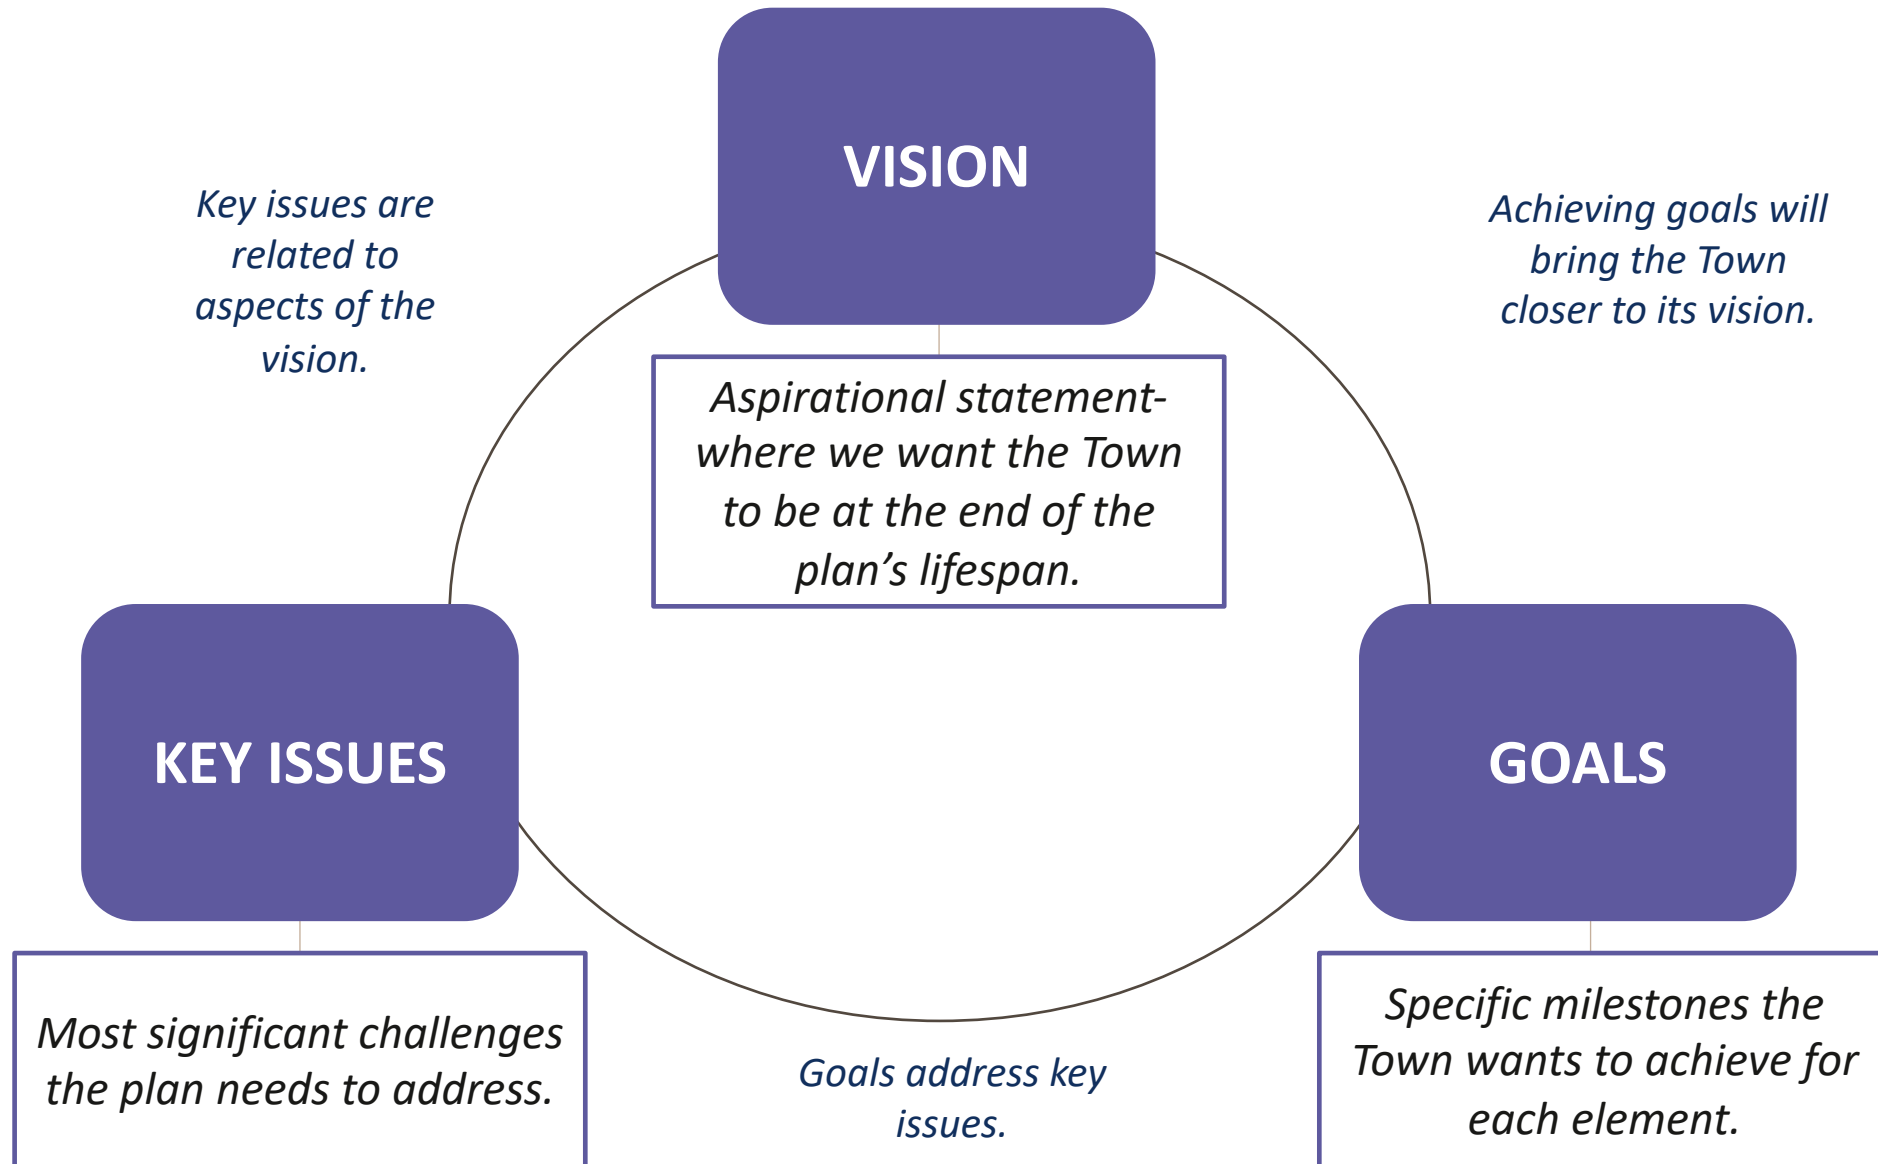 VISION
Key issues are
related to
aspects of the
vision.
Achieving goals will
bring the Town
closer to its vision.
Aspirational statement-
where we want the Town
to be at the end of the
plan’s lifespan.
KEY ISSUES
GOALS
Most significant challenges
the plan needs to address.
Goals address key
issues.
Specific milestones the
Town wants to achieve for
each element.